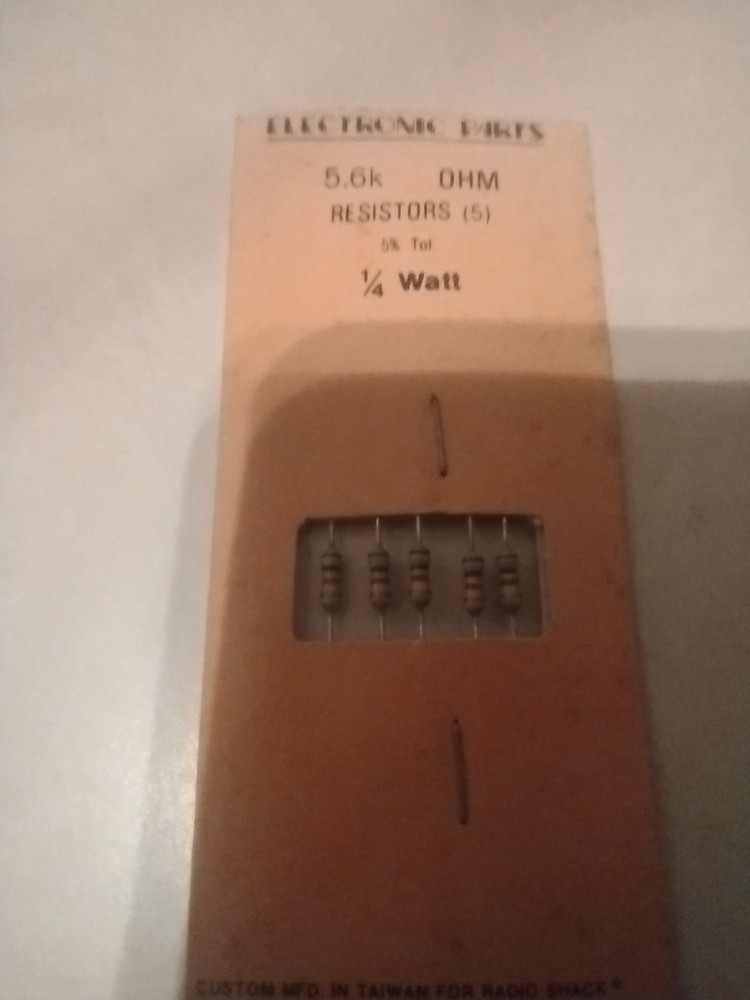 ELECTRONIC PARTS
5.6k OHM
RESISTORS (5)
5% Tol
¼ Watt
CUSTOM MFD. IN TAIWAN FOR RADIO SHACK®